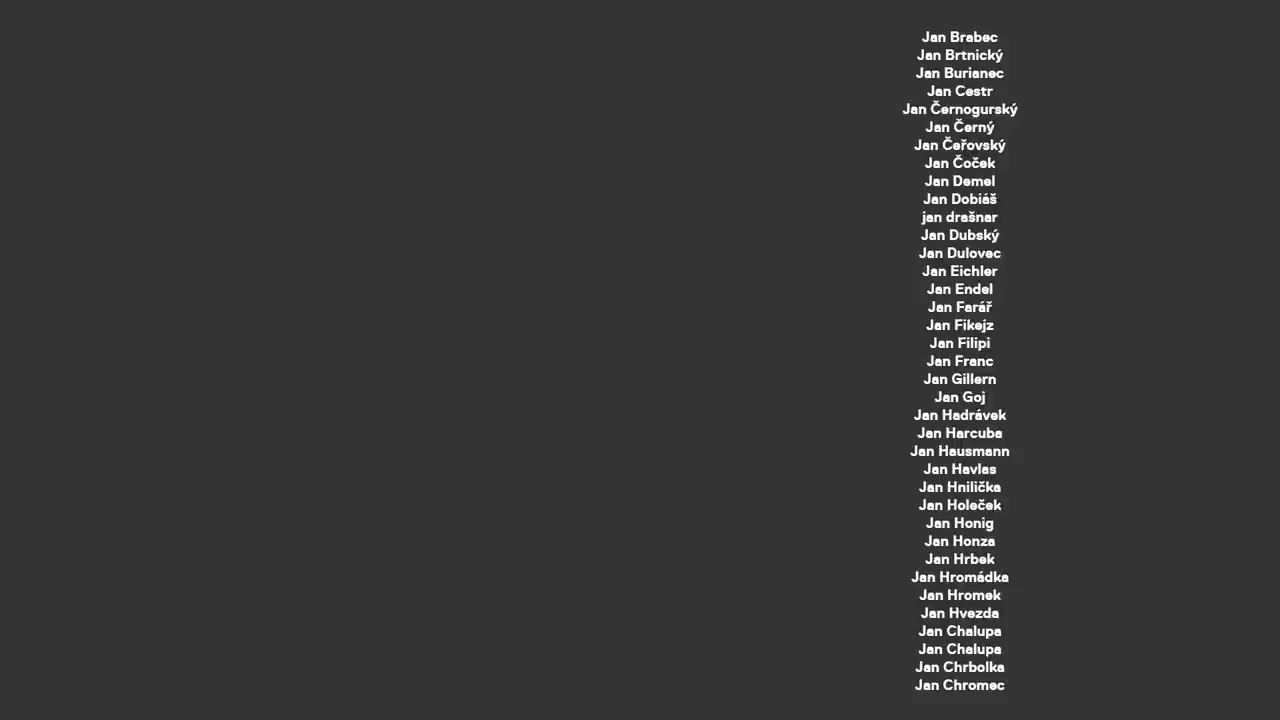 Jan Brabec
Jan Brtnický
Jan Burianec
Jan Cestr
Jan Černogurský
Jan Černý
Jan Čeřovský
Jan Čoček
Jan Demel
Jan Dobiáš
jan drašnar
Jan Dubský
Jan Dulovec
Jan Eichler
Jan Endel
Jan Farář
Jan Fikejz
Jan Filipi
Jan Franc
Jan Gillern
Jan Goj
Jan Hadrávek
Jan Harcuba
Jan Hausmann
Jan Havlas
Jan Hnilička
Jan Holeček
Jan Honig
Jan Honza
Jan Hrbek
Jan Hromádka
Jan Hromek
Jan Hvezda
Jan Chalupa
Jan Chalupa
Jan Chrbolka
Jan Chromec